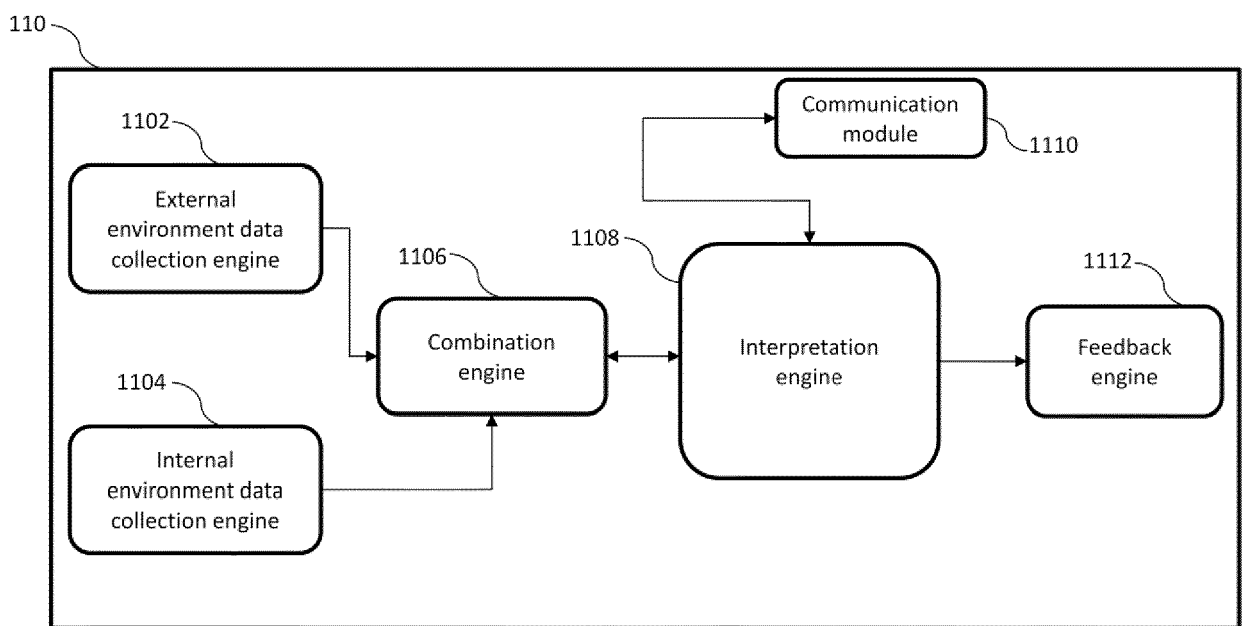 110
Communication
module
1110
1102
External
environment data
collection engine
1108
1106
1112
Combination
engine
Interpretation
engine
Feedback
engine
1104
Internal
environment data
collection engine